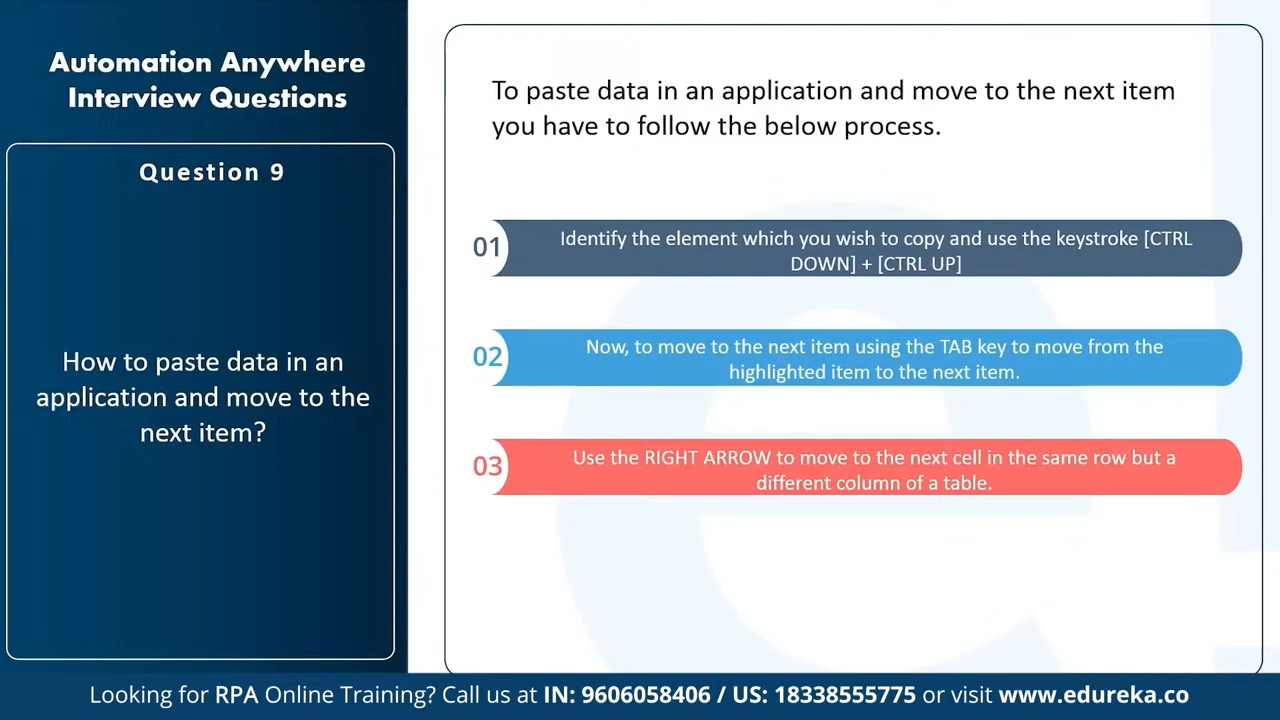 Automation Anywhere
Interview Questions
Question 9
How to paste data in an
application and move to the
next item?
To paste data in an application and move to the next item
you have to follow the below process.
01
Identify the element which you wish to copy and use the keystroke [CTRL
DOWN] + [CTRL UP]
02
Now, to move to the next item using the TAB key to move from the
highlighted item to the next item.
03
Use the RIGHT ARROW to move to the next cell in the same row but a
different column of a table.
Looking for RPA Online Training? Call us at IN: 9606058406 / US: 18338555775 or visit www.edureka.co